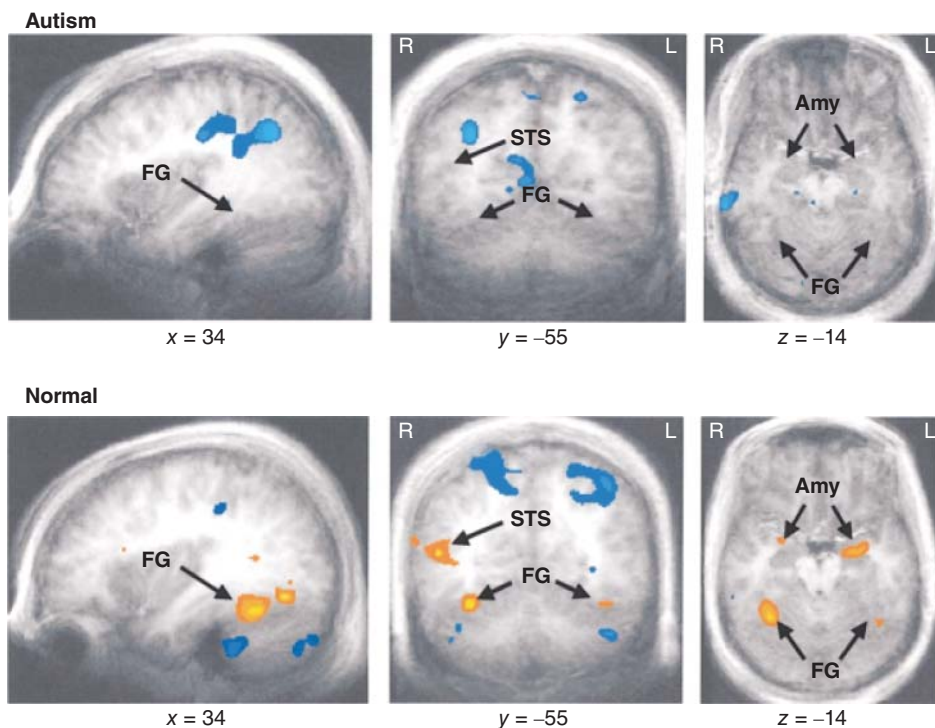 Autism
R L
R L
FG
STS
FG
Amy
FG
x = 34
y = –55
z = –14
Normal
R L
R L
FG
STS
FG
Amy
FG
x = 34
y = –55
z = –14